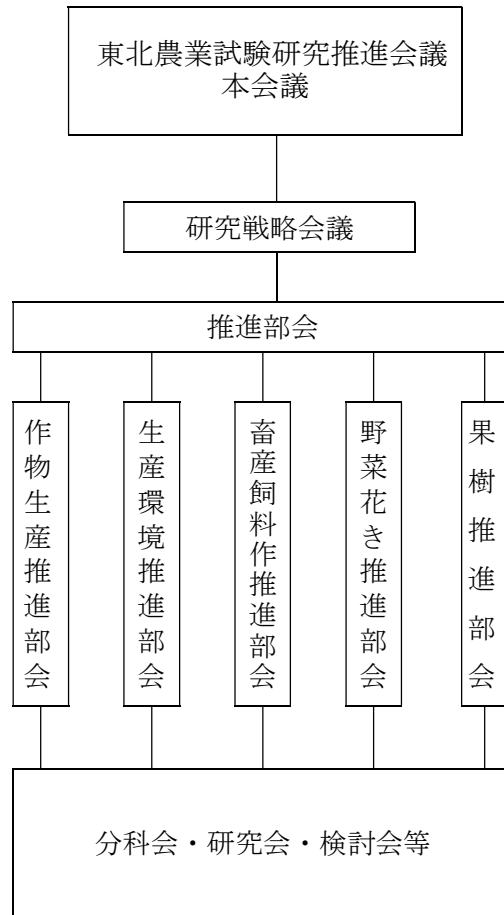 東北農業試験研究推進会議
本会議
研究戦略会議
推進部会
作物生産推進部会
生産環境推進部会
畜産飼料作推進部会
野菜花き推進部会
果樹推進部会
分科会・研究会・検討会等